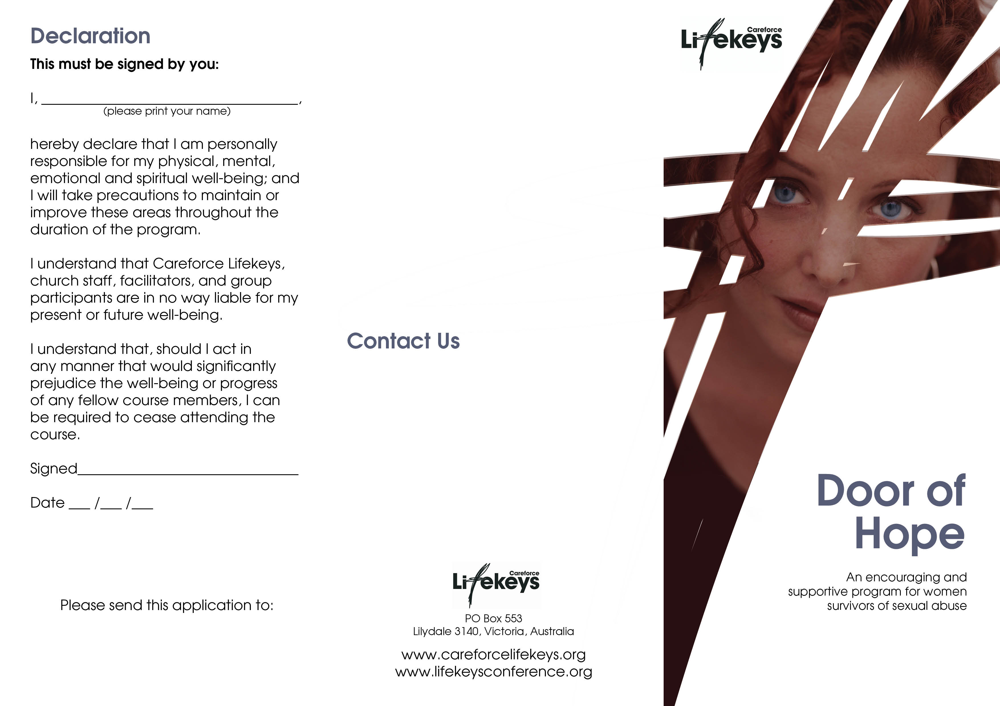 Declaration
This must be signed by you:
I, ______________________________,
(please print your name)
hereby declare that I am personally
responsible for my physical, mental,
emotional and spiritual well-being; and
I will take precautions to maintain or
improve these areas throughout the
duration of the program.
I understand that Careforce Lifekeys,
church staff, facilitators, and group
participants are in no way liable for my
present or future well-being.
I understand that, should I act in
any manner that would significantly
prejudice the well-being or progress
of any fellow course members, I can
be required to cease attending the
course.
Signed__________________________
Date ___ /___ /___
Please send this application to:
Contact Us
Careforce
Lifekeys
PO Box 553
Lilydale 3140, Victoria, Australia
www.careforcelifekeys.org
www.lifekeysconference.org
Careforce
Lifekeys
Door of
Hope
An encouraging and
supportive program for women
survivors of sexual abuse